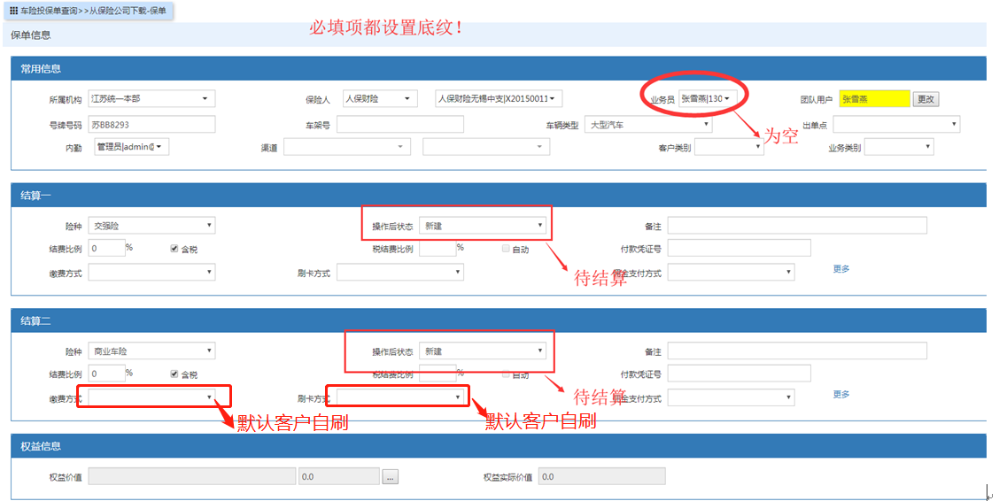 车险投保单查询>>从保险公司下载-保单
必填项都设置底纹!
保单信息
常用信息
所属机构 江苏统一本部 保险人 人保财险 人保财险无锡中支|X20150011 业务员 张雪燕|130 团队用户 张雪燕 更改
号牌号码 苏BB8293 车架号 车辆类型 大型汽车 出单点
为空
内勤 管理员|admin@ 渠道 客户类别 业务类别
结算一
险种 交强险 操作后状态 新建 备注
结费比例 0 % 含税 税结费比例 % 自动 付款凭证号
缴费方式 刷卡方式 待结算 金支付方式 更多
结算二
险种 商业车险 操作后状态 新建 备注
结费比例 0 % 含税 税结费比例 % 自动 付款凭证号
缴费方式 刷卡方式 待结算 金支付方式 更多
默认客户自刷 默认客户自刷
权益信息
权益价值 0.0 ... 权益实际价值 0.0